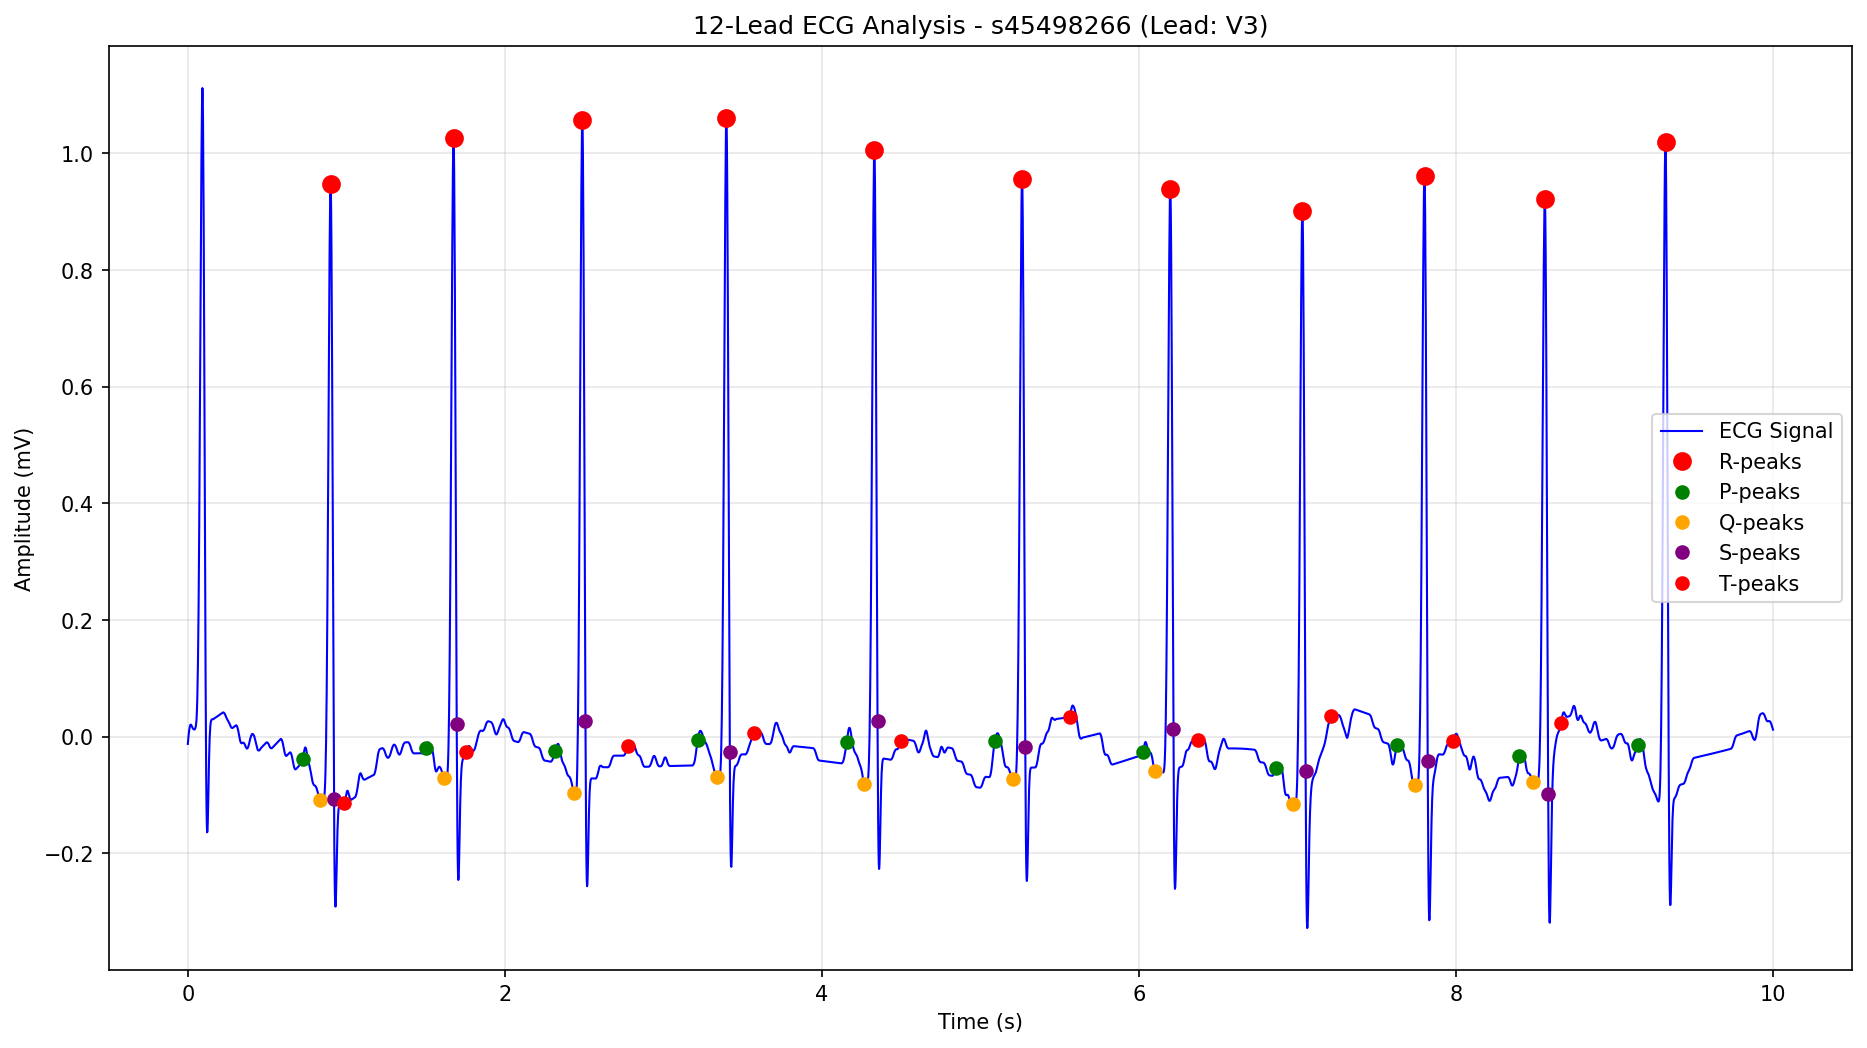 12-Lead ECG Analysis - s45498266 (Lead: V3)
Amplitude (mV)
1.0
0.8
0.6
0.4
0.2
0.0
−0.2
ECG Signal
R-peaks
P-peaks
Q-peaks
S-peaks
T-peaks
0 2 4 6 8 10
Time (s)